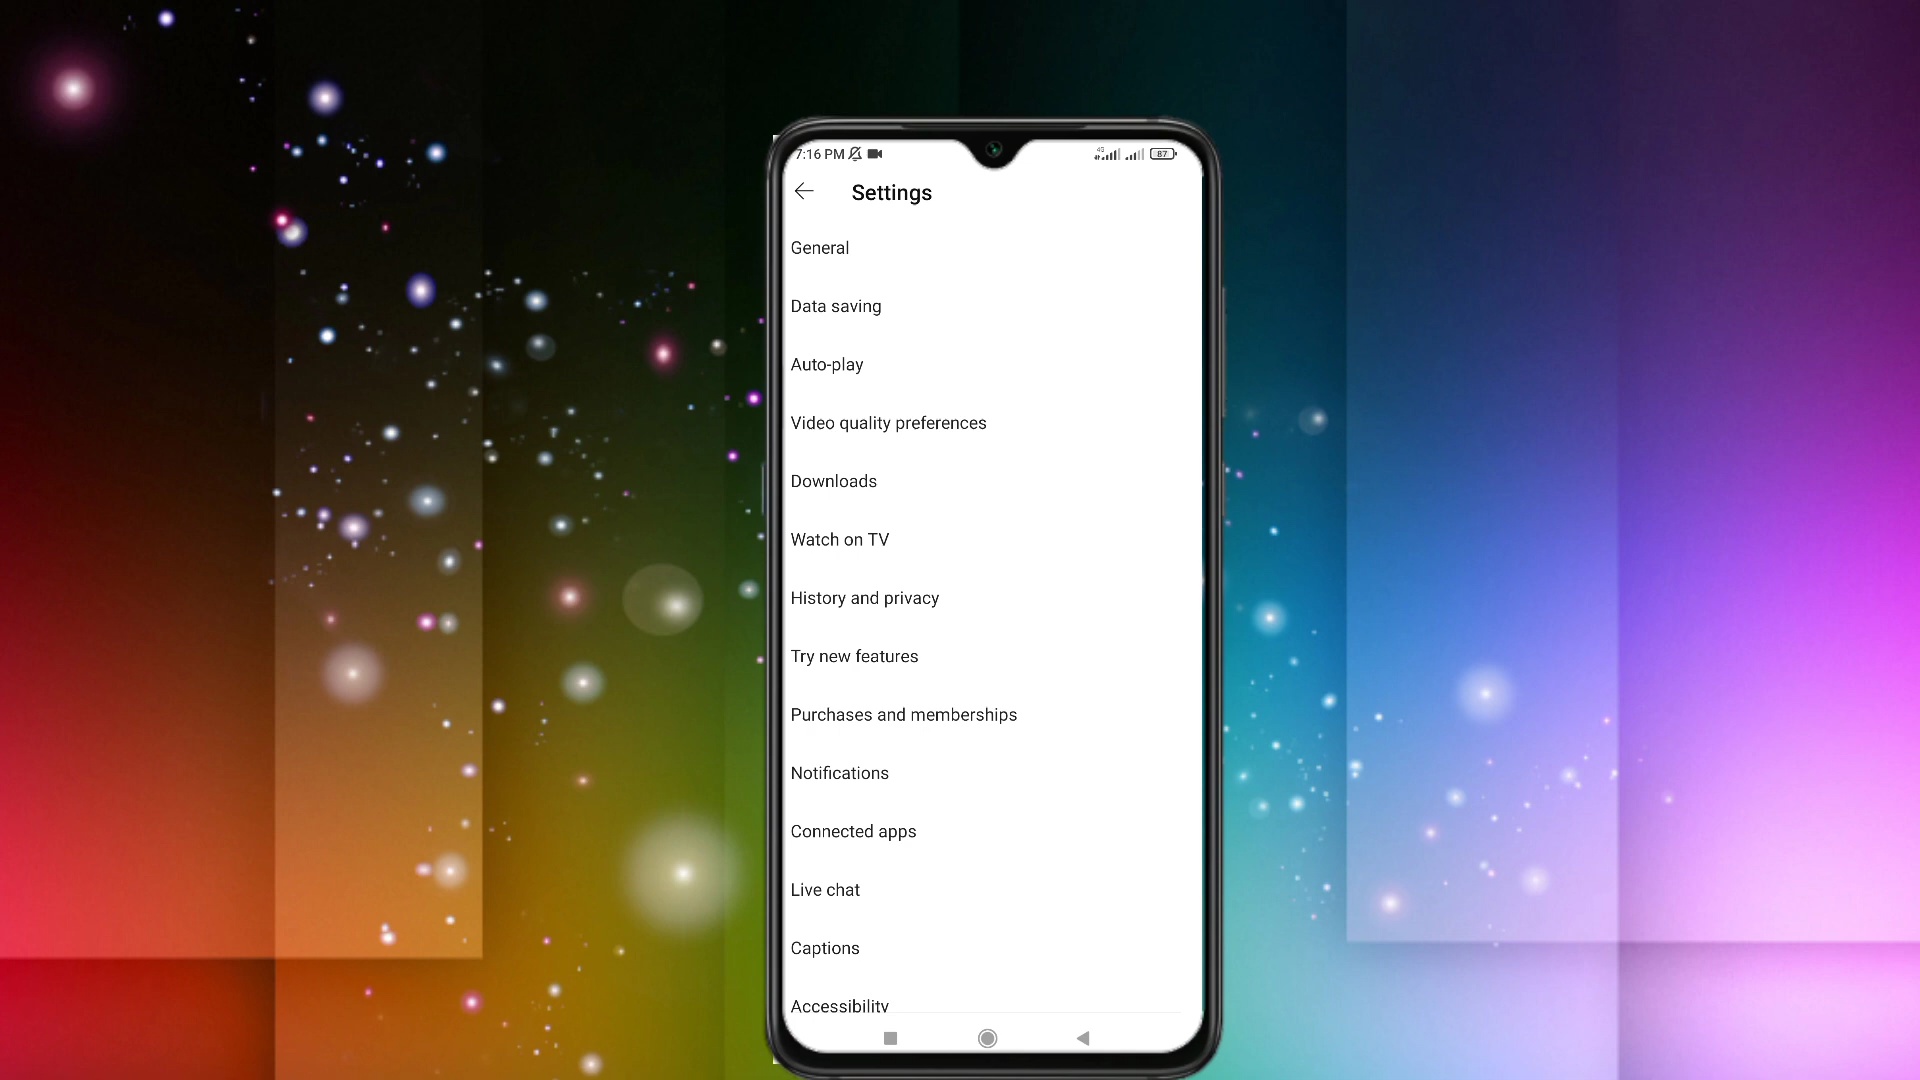 7:16 PM
4G
87
Settings
General
Data saving
Auto-play
Video quality preferences
Downloads
Watch on TV
History and privacy
Try new features
Purchases and memberships
Notifications
Connected apps
Live chat
Captions
Accessibility